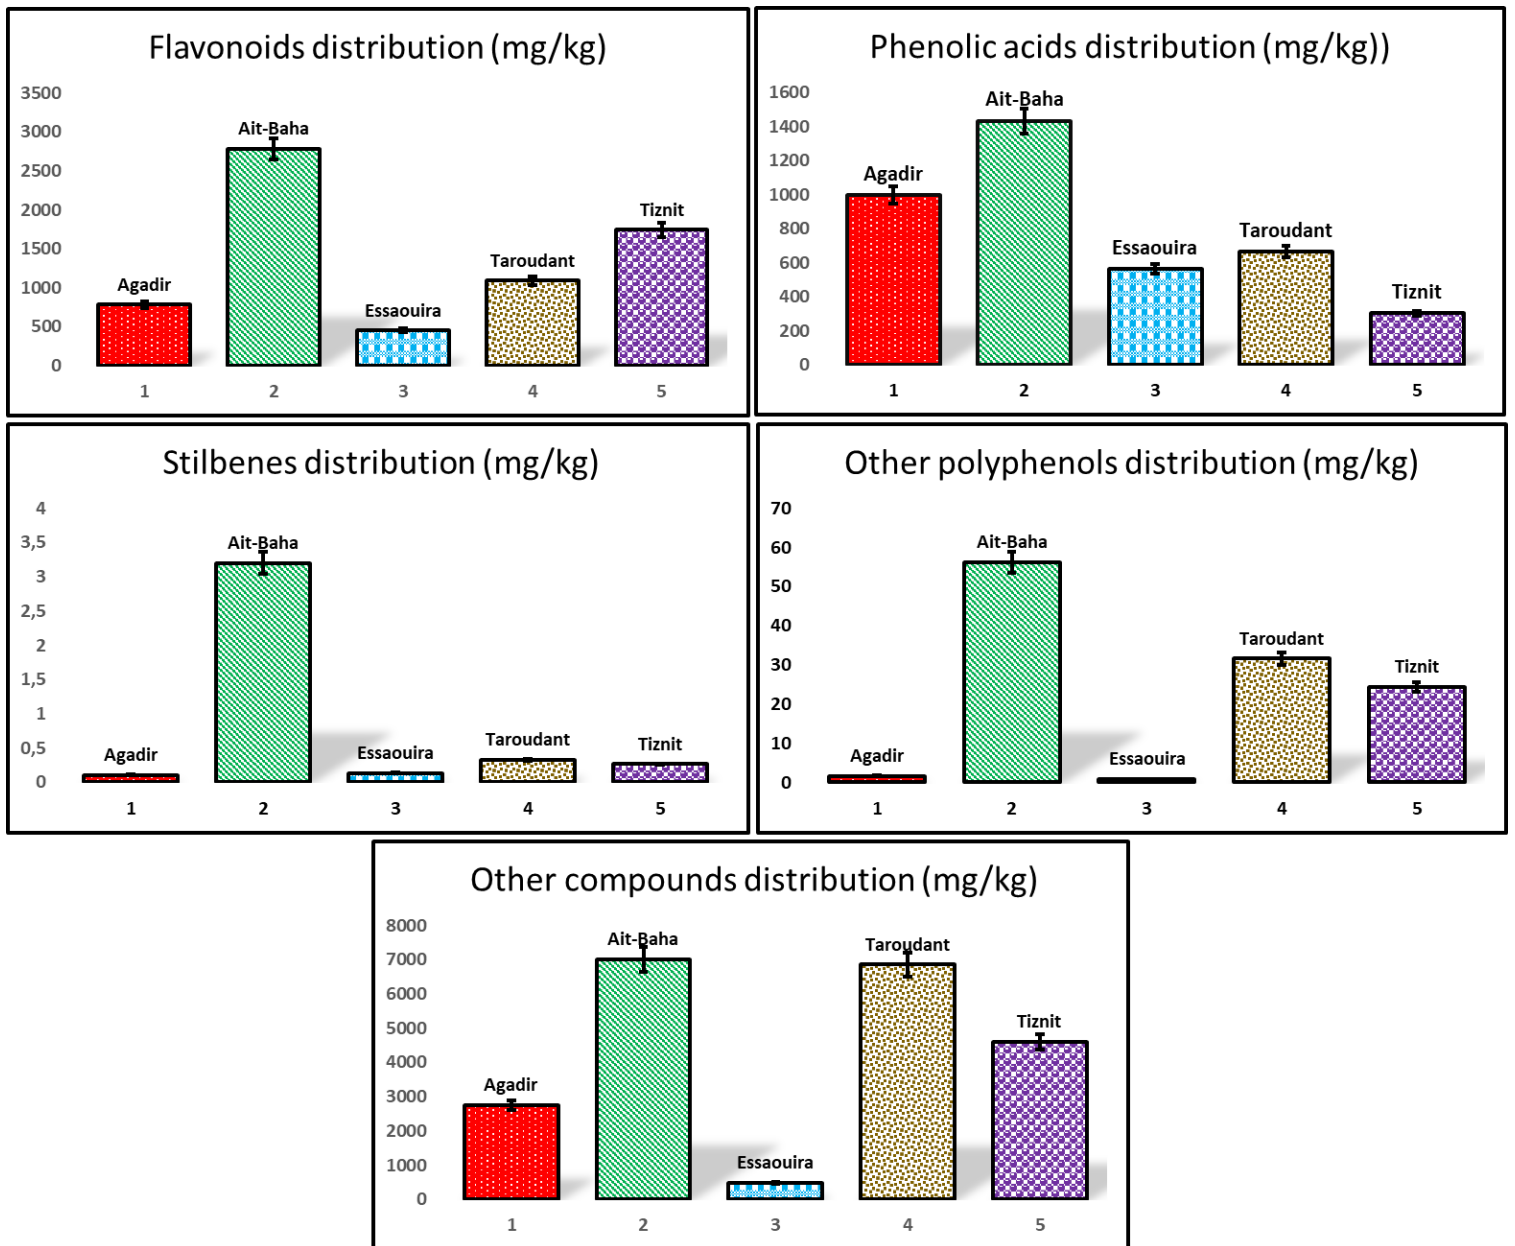 Flavonoids distribution (mg/kg)
3500
3000
2500
2000
1500
1000
500
0
Agadir
Ait-Baha
Essaouira
Taroudant
Tiznit
1 2 3 4 5
Phenolic acids distribution (mg/kg))
1600
1400
1200
1000
800
600
400
200
0
Agadir
Ait-Baha
Essaouira
Taroudant
Tiznit
1 2 3 4 5
Stilbenes distribution (mg/kg)
4
3,5
3
2,5
2
1,5
1
0,5
0
Agadir
Ait-Baha
Essaouira
Taroudant
Tiznit
1 2 3 4 5
Other polyphenols distribution (mg/kg)
70
60
50
40
30
20
10
0
Agadir
Ait-Baha
Essaouira
Taroudant
Tiznit
1 2 3 4 5
Other compounds distribution (mg/kg)
8000
7000
6000
5000
4000
3000
2000
1000
0
Agadir
Ait-Baha
Essaouira
Taroudant
Tiznit
1 2 3 4 5